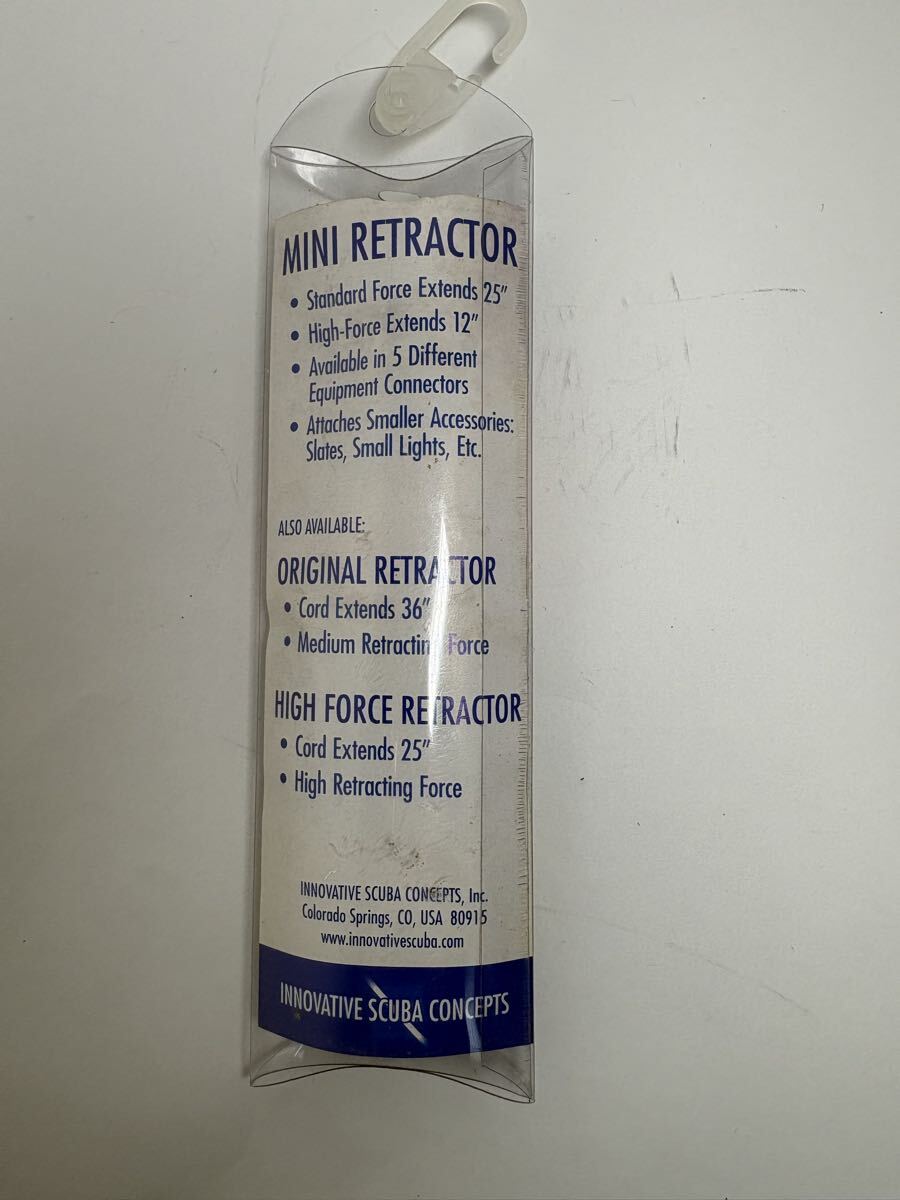 MINI RETRACTOR
• Standard Force Extends 25"
• High-Force Extends 12"
• Available in 5 Different
Equipment Connectors
• Attaches Smaller Accessories:
Slates, Small Lights, Etc.
ALSO AVAILABLE:
ORIGINAL RETRACTOR
• Cord Extends 36"
• Medium Retracting Force
HIGH FORCE RETRACTOR
• Cord Extends 25"
• High Retracting Force
INNOVATIVE SCUBA CONCEPTS, Inc.
Colorado Springs, CO, USA 80915
www.innovativescuba.com
INNOVATIVE SCUBA CONCEPTS